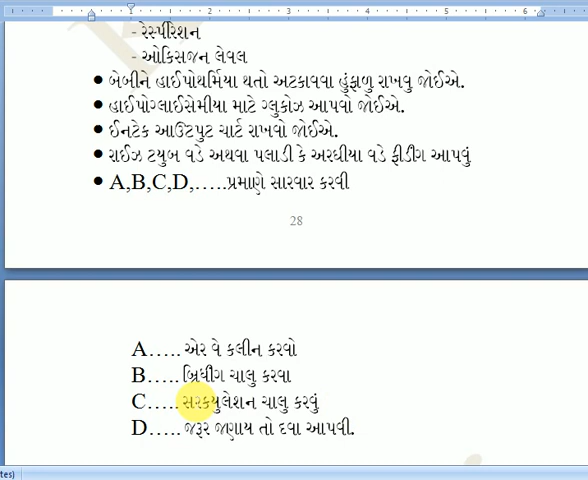 - રેસ્પીરેશન
- ઓક્સિજન લેવલ
• બેબીને હાઈપોથર્મિયા થતો અટકાવવા હુંફાળુ રાખવુ જોઈએ.
• હાઈપોગ્લાઈસેમીયા માટે ગ્લુકોઝ આપવો જોઈએ.
• ઈનટેક આઉટપુટ ચાર્ટ રાખવો જોઈએ.
• રાઈઝ ટયુબ વડે અથવા પલાડી કે અરધીયા વડે ફીડીંગ આપવું
• A,B,C,D,.....પ્રમાણે સારવાર કરવી
28
A..... એર વે કલીન કરવો
B..... બ્રિધીંગ ચાલુ કરવા
C..... સરકયુલેશન ચાલુ કરવું
D..... જરૂર જણાય તો દવા આપવી.
tes)